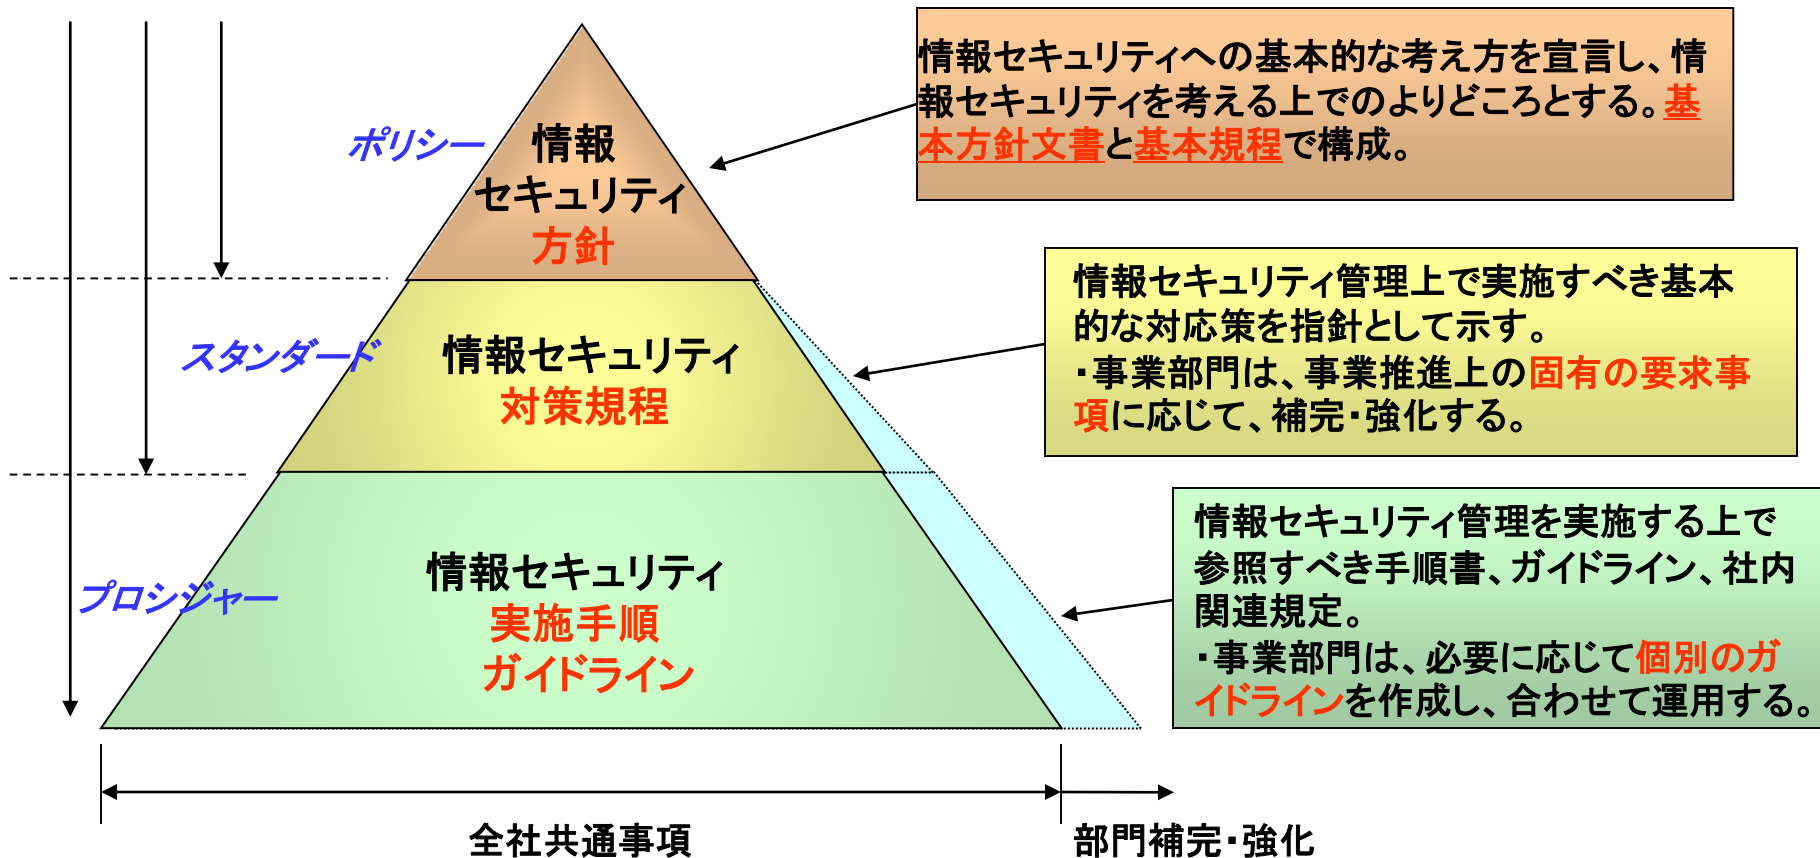 ポリシー
情報
セキュリティ
方針
情報セキュリティへの基本的な考え方を宣言し、情
報セキュリティを考える上でのよりどころとする。基
本方針文書と基本規程で構成。
スタンダード
情報セキュリティ
対策規程
情報セキュリティ管理上で実施すべき基本
的な対応策を指針として示す。
・事業部門は、事業推進上の固有の要求事
項に応じて、補完・強化する。
プロシジャー
情報セキュリティ
実施手順
ガイドライン
情報セキュリティ管理を実施する上で
参照すべき手順書、ガイドライン、社内
関連規定。
・事業部門は、必要に応じて個別のガ
イドラインを作成し、合わせて運用する。
全社共通事項
部門補完・強化